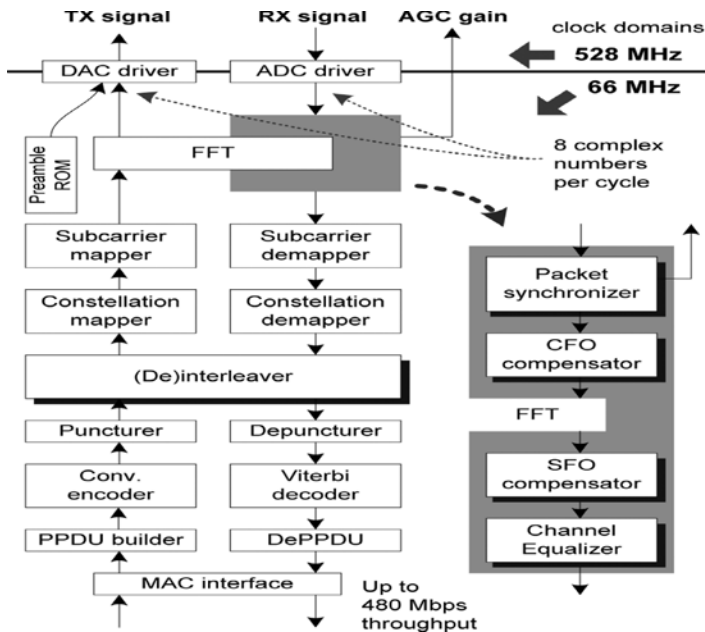 TX signal
RX signal
AGC gain
clock domains
528 MHz
66 MHz
DAC driver
ADC driver
8 complex
numbers
per cycle
Preamble
ROM
FFT
Subcarrier
mapper
Subcarrier
demapper
Constellation
mapper
Constellation
demapper
(De)interleaver
Puncturer
Depuncturer
Conv.
encoder
Viterbi
decoder
PPDU builder
DePPDU
MAC interface
Up to
480 Mbps
throughput
Packet
synchronizer
CFO
compensator
FFT
SFO
compensator
Channel
Equalizer